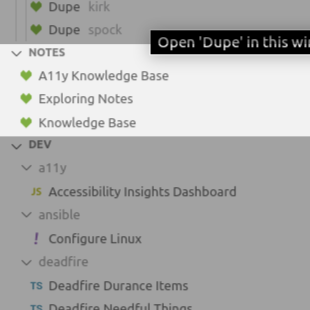 Dupe kirk
Dupe spock
Open 'Dupe' in this
NOTES
A11y Knowledge Base
Exploring Notes
Knowledge Base
DEV
a11y
JS Accessibility Insights Dashboard
ansible
! Configure Linux
deadfire
TS Deadfire Durance Items
TS Deadfire Needful Things